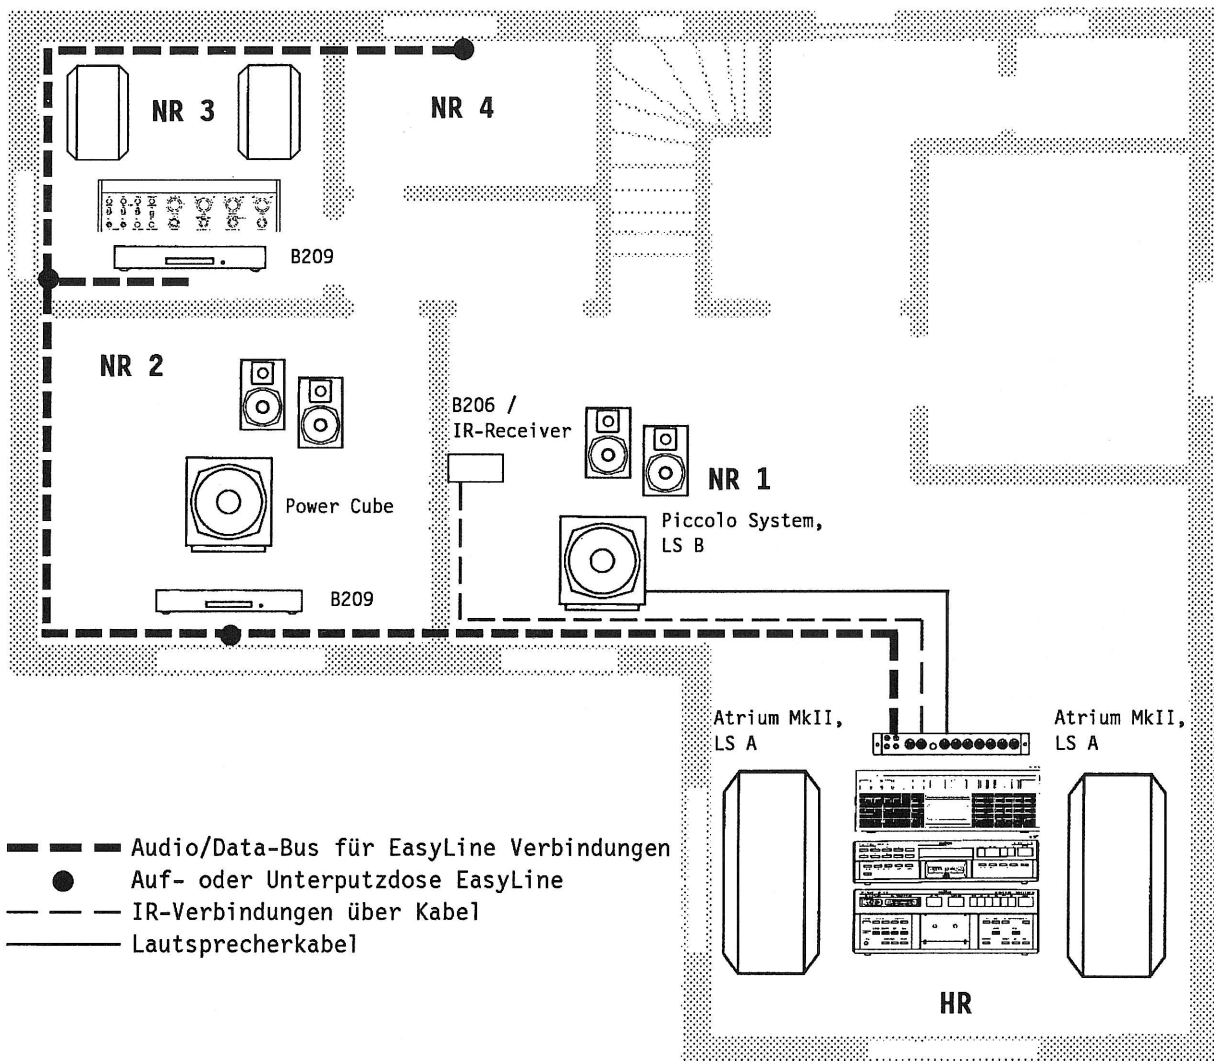 NR 3
NR 4
B209
NR 2
B206 /
IR-Receiver
NR 1
Power Cube
Piccolo System,
LS B
B209
Atrium MkII,
LS A
Atrium MkII,
LS A
Audio/Data-Bus für EasyLine Verbindungen
Auf- oder Unterputzdose EasyLine
IR-Verbindungen über Kabel
Lautsprecherkabel
HR